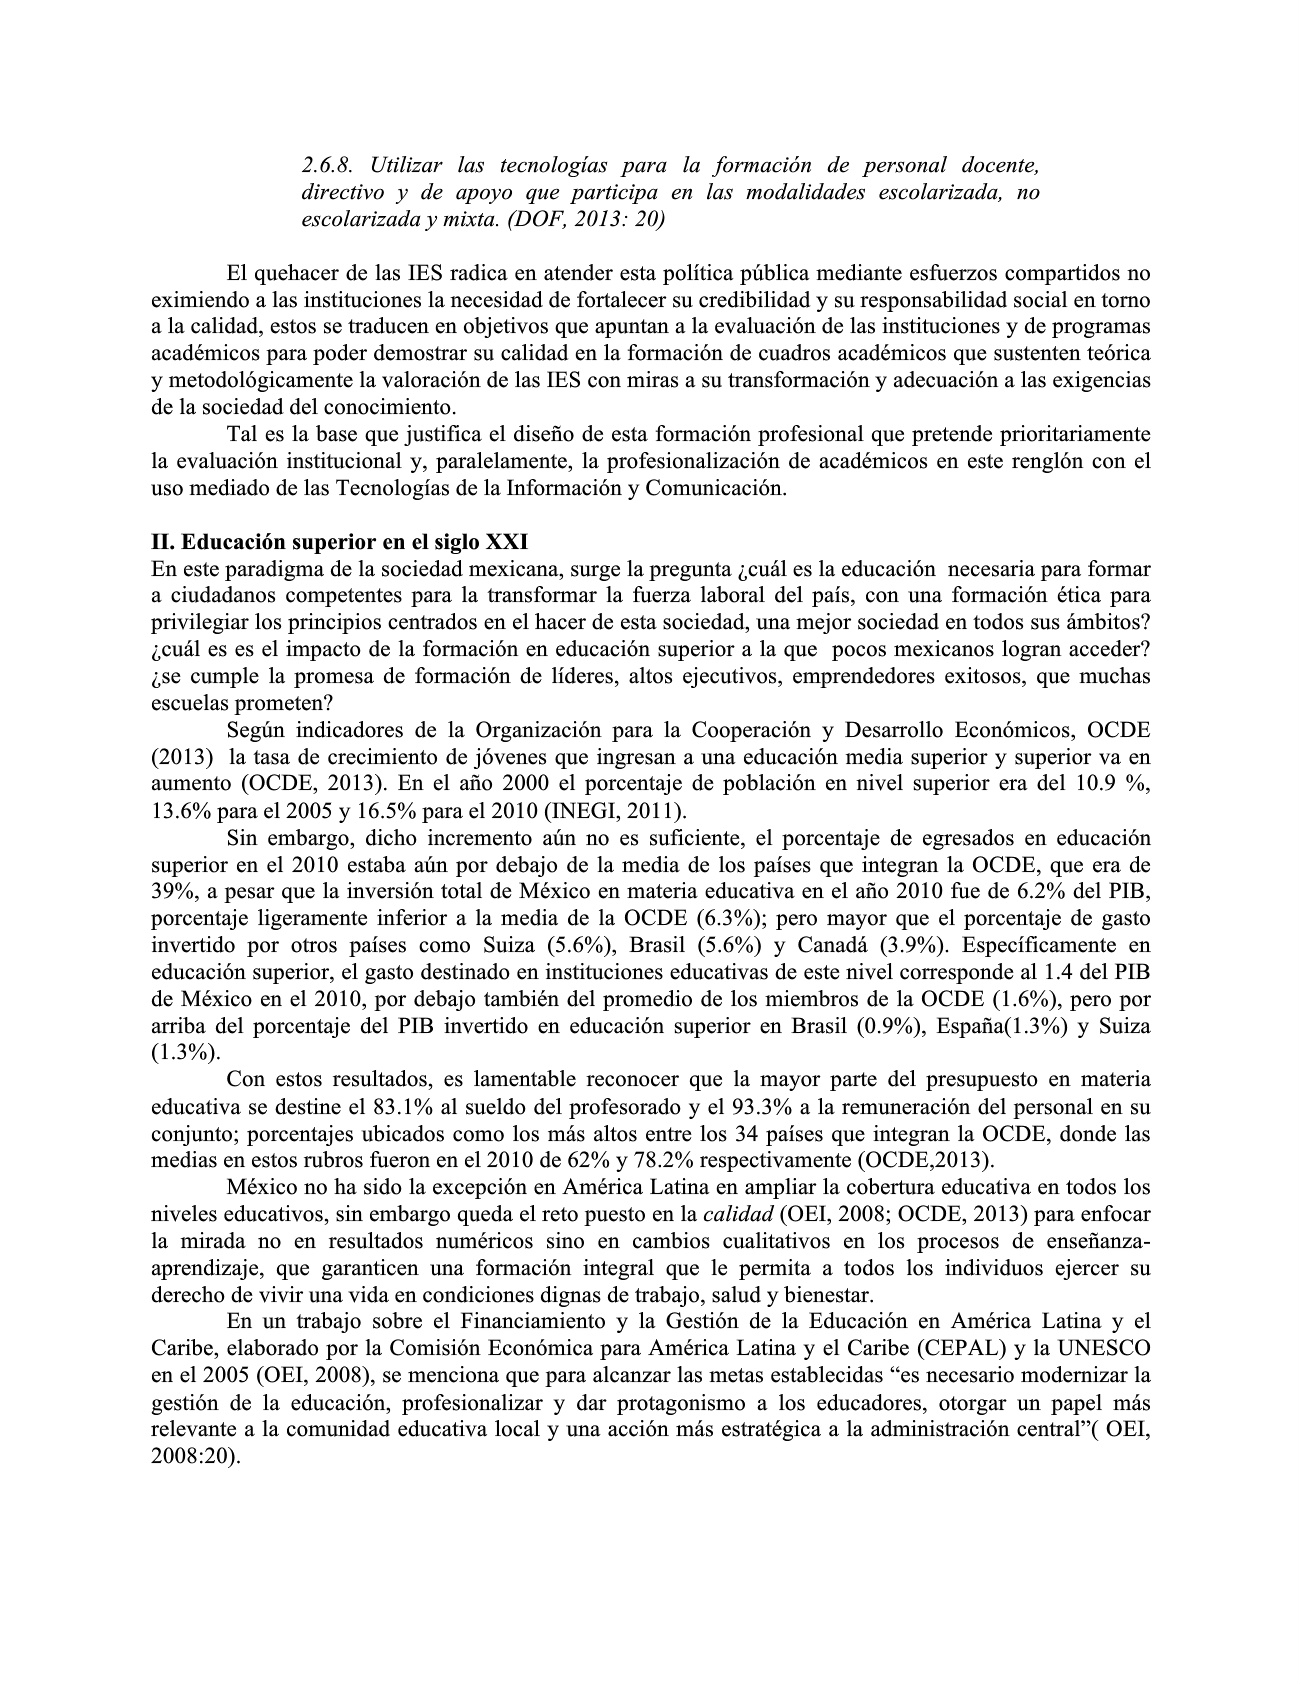 2.6.8. Utilizar las tecnologías para la formación de personal docente,
directivo y de apoyo que participa en las modalidades escolarizada, no
escolarizada y mixta. (DOF, 2013: 20)
El quehacer de las IES radica en atender esta política pública mediante esfuerzos compartidos no
eximiendo a las instituciones la necesidad de fortalecer su credibilidad y su responsabilidad social en torno
a la calidad, estos se traducen en objetivos que apuntan a la evaluación de las instituciones y de programas
académicos para poder demostrar su calidad en la formación de cuadros académicos que sustenten teórica
y metodológicamente la valoración de las IES con miras a su transformación y adecuación a las exigencias
de la sociedad del conocimiento.
Tal es la base que justifica el diseño de esta formación profesional que pretende prioritariamente
la evaluación institucional y, paralelamente, la profesionalización de académicos en este renglón con el
uso mediado de las Tecnologías de la Información y Comunicación.
II. Educación superior en el siglo XXI
En este paradigma de la sociedad mexicana, surge la pregunta ¿cuál es la educación  necesaria para formar
a ciudadanos competentes para la transformar la fuerza laboral del país, con una formación ética para
privilegiar los principios centrados en el hacer de esta sociedad, una mejor sociedad en todos sus ámbitos?
¿cuál es es el impacto de la formación en educación superior a la que  pocos mexicanos logran acceder?
¿se cumple la promesa de formación de líderes, altos ejecutivos, emprendedores exitosos, que muchas
escuelas prometen?
Según indicadores de la Organización para la Cooperación y Desarrollo Económicos, OCDE
(2013)  la tasa de crecimiento de jóvenes que ingresan a una educación media superior y superior va en
aumento (OCDE, 2013). En el año 2000 el porcentaje de población en nivel superior era del 10.9 %,
13.6% para el 2005 y 16.5% para el 2010 (INEGI, 2011).
Sin embargo, dicho incremento aún no es suficiente, el porcentaje de egresados en educación
superior en el 2010 estaba aún por debajo de la media de los países que integran la OCDE, que era de
39%, a pesar que la inversión total de México en materia educativa en el año 2010 fue de 6.2% del PIB,
porcentaje ligeramente inferior a la media de la OCDE (6.3%); pero mayor que el porcentaje de gasto
invertido por otros países como Suiza (5.6%), Brasil (5.6%) y Canadá (3.9%). Específicamente en
educación superior, el gasto destinado en instituciones educativas de este nivel corresponde al 1.4 del PIB
de México en el 2010, por debajo también del promedio de los miembros de la OCDE (1.6%), pero por
arriba del porcentaje del PIB invertido en educación superior en Brasil (0.9%), España(1.3%) y Suiza
(1.3%).
Con estos resultados, es lamentable reconocer que la mayor parte del presupuesto en materia
educativa se destine el 83.1% al sueldo del profesorado y el 93.3% a la remuneración del personal en su
conjunto; porcentajes ubicados como los más altos entre los 34 países que integran la OCDE, donde las
medias en estos rubros fueron en el 2010 de 62% y 78.2% respectivamente (OCDE,2013).
México no ha sido la excepción en América Latina en ampliar la cobertura educativa en todos los
niveles educativos, sin embargo queda el reto puesto en la calidad (OEI, 2008; OCDE, 2013) para enfocar
la mirada no en resultados numéricos sino en cambios cualitativos en los procesos de enseñanza-
aprendizaje, que garanticen una formación integral que le permita a todos los individuos ejercer su
derecho de vivir una vida en condiciones dignas de trabajo, salud y bienestar.
En un trabajo sobre el Financiamiento y la Gestión de la Educación en América Latina y el
Caribe, elaborado por la Comisión Económica para América Latina y el Caribe (CEPAL) y la UNESCO
en el 2005 (OEI, 2008), se menciona que para alcanzar las metas establecidas “es necesario modernizar la
gestión de la educación, profesionalizar y dar protagonismo a los educadores, otorgar un papel más
relevante a la comunidad educativa local y una acción más estratégica a la administración central”( OEI,
2008:20).